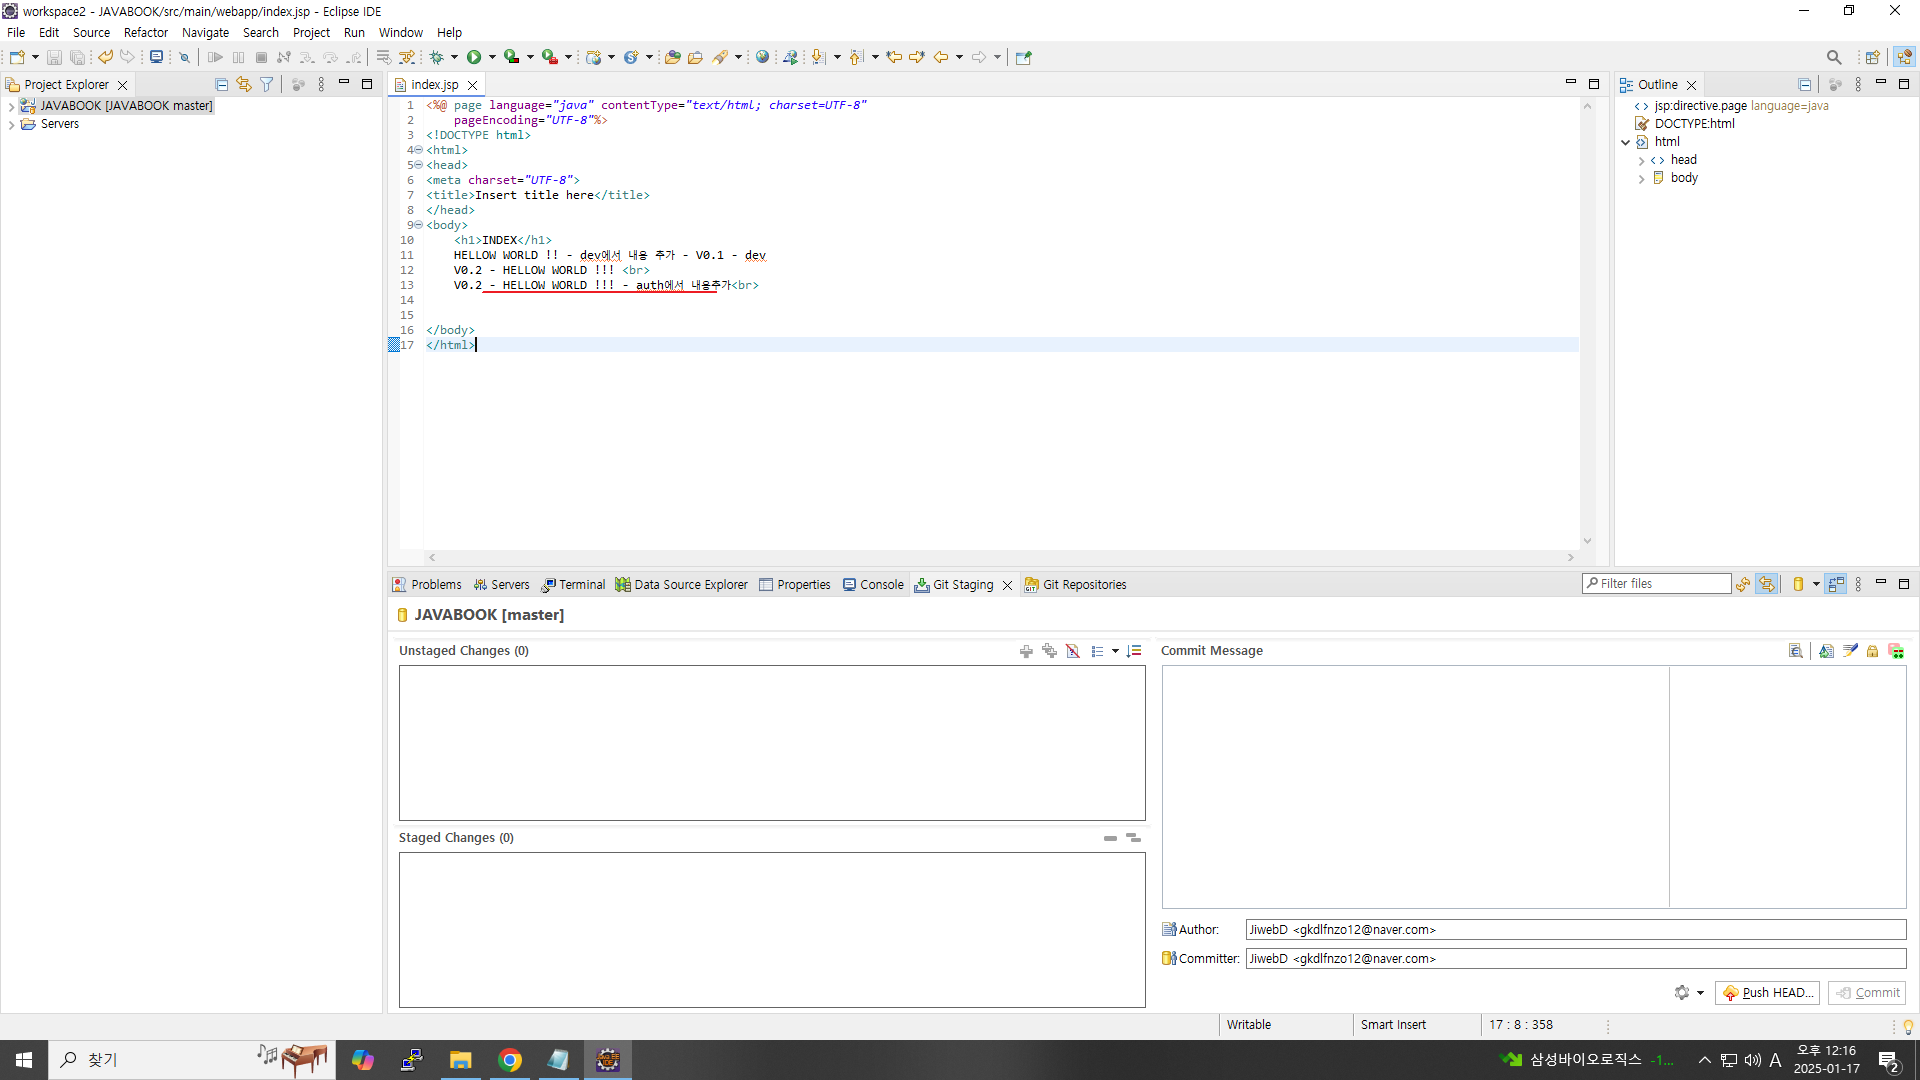 workspace2 - JAVABOOK/src/main/webapp/index.jsp - Eclipse IDE
File Edit Source Refactor Navigate Search Project Run Window Help
Project Explorer
JAVABOOK [JAVABOOK master]
Servers
index.jsp
1 <%@ page language="java" contentType="text/html; charset=UTF-8"
2 pageEncoding="UTF-8"%>
3 <!DOCTYPE html>
4 <html>
5 <head>
6 <meta charset="UTF-8">
7 <title>Insert title here</title>
8 </head>
9 <body>
10 <h1>INDEX</h1>
11 HELLOW WORLD !! - dev에서 내용 추가 - V0.1 - dev
12 V0.2 - HELLOW WORLD !!! <br>
13 V0.2 - HELLOW WORLD !!! - auth에서 내용추가<br>
14
15
16 </body>
17 </html>
Outline
jsp:directive.page language=java
DOCTYPE:html
html
head
body
Problems Servers Terminal Data Source Explorer Properties Console Git Staging Git Repositories
Filter files
JAVABOOK [master]
Unstaged Changes (0)
Staged Changes (0)
Commit Message
Author: JiwebD <gkdlfnzo12@naver.com>
Committer: JiwebD <gkdlfnzo12@naver.com>
Push HEAD... Commit
Writable Smart Insert 17 : 8 : 358
찾기
삼성바이오로직스 -1...
A
오후 12:16
2025-01-17
2